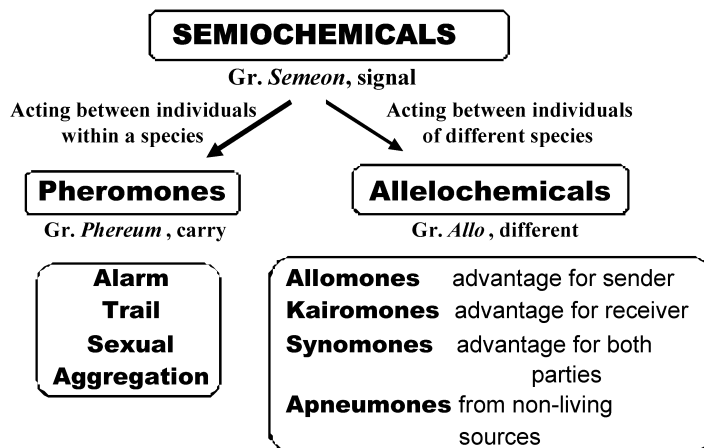 SEMIOCHEMICALS
Gr. Semeon, signal
Acting between individuals
within a species
Acting between individuals
of different species
Pheromones
Gr. Phereum , carry
Allelochemicals
Gr. Allo , different
Alarm
Trail
Sexual
Aggregation
Allomones advantage for sender
Kairomones advantage for receiver
Synomones advantage for both
parties
Apneumones from non-living
sources